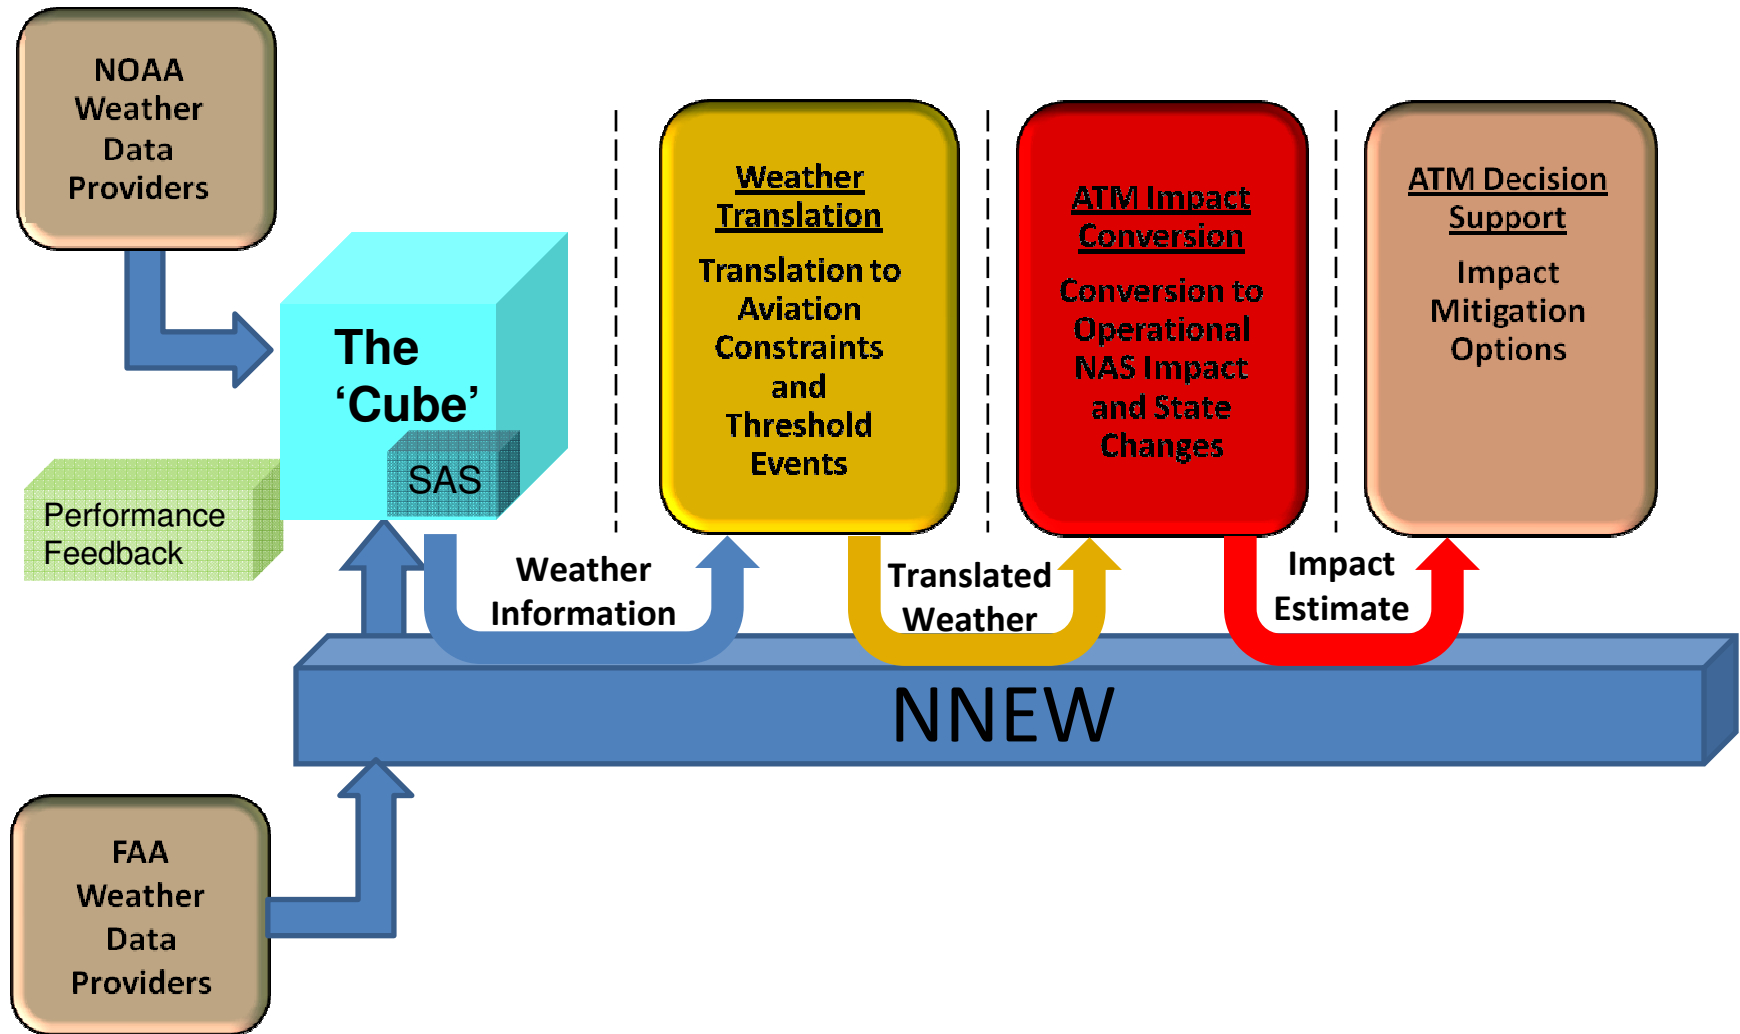 NOAA
Weather
Data
Providers
The
‘Cube’
SAS
Performance
Feedback
Weather
Translation
Translation to
Aviation
Constraints
and
Threshold
Events
ATM Impact
Conversion
Conversion to
Operational
NAS Impact
and State
Changes
ATM Decision
Support
Impact
Mitigation
Options
Weather
Information
Translated
Weather
Impact
Estimate
NNEW
FAA
Weather
Data
Providers